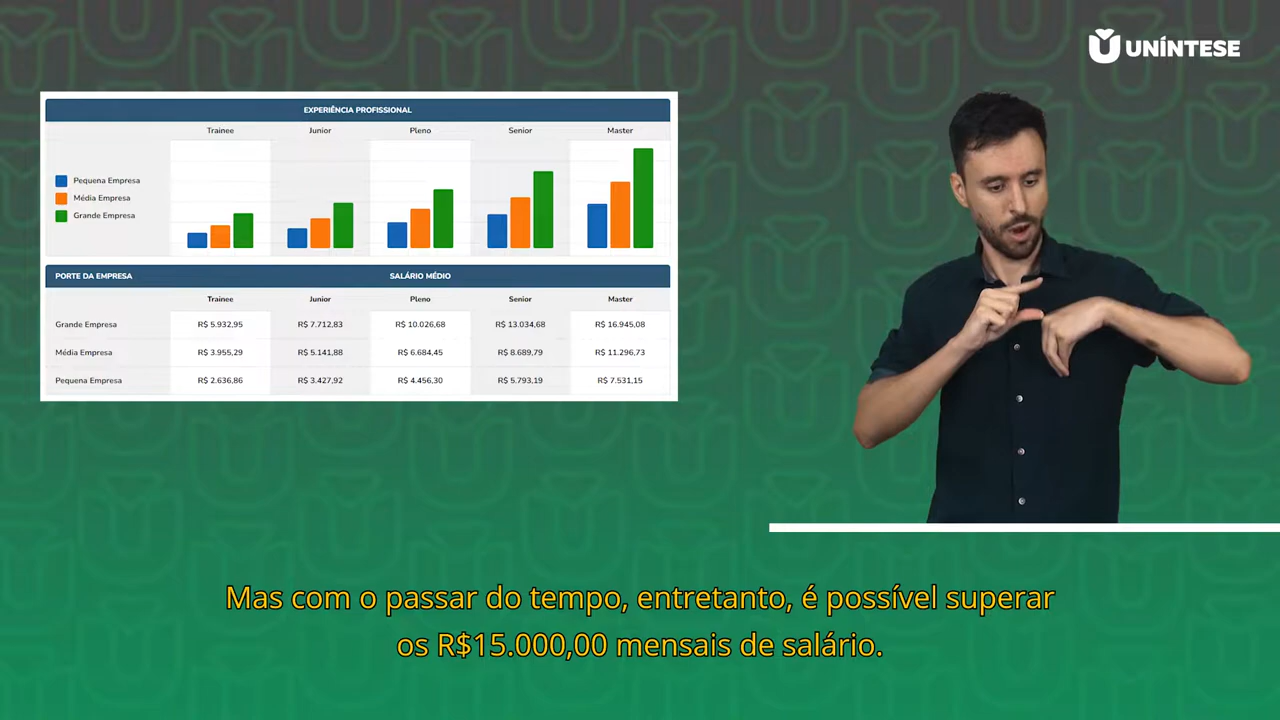 UNÍNTESE
EXPERIÊNCIA PROFISSIONAL
Trainee Junior Pleno Senior Master
Pequena Empresa
Média Empresa
Grande Empresa
PORTE DA EMPRESA SALÁRIO MÉDIO
Trainee Junior Pleno Senior Master
Grande Empresa R$ 5.932,95 R$ 7.712,83 R$ 10.026,68 R$ 13.034,68 R$ 16.945,08
Média Empresa R$ 3.955,29 R$ 5.141,88 R$ 6.684,45 R$ 8.689,79 R$ 11.296,73
Pequena Empresa R$ 2.636,86 R$ 3.427,92 R$ 4.456,30 R$ 5.793,19 R$ 7.531,15
Mas com o passar do tempo, entretanto, é possível superar
os R$15.000,00 mensais de salário.